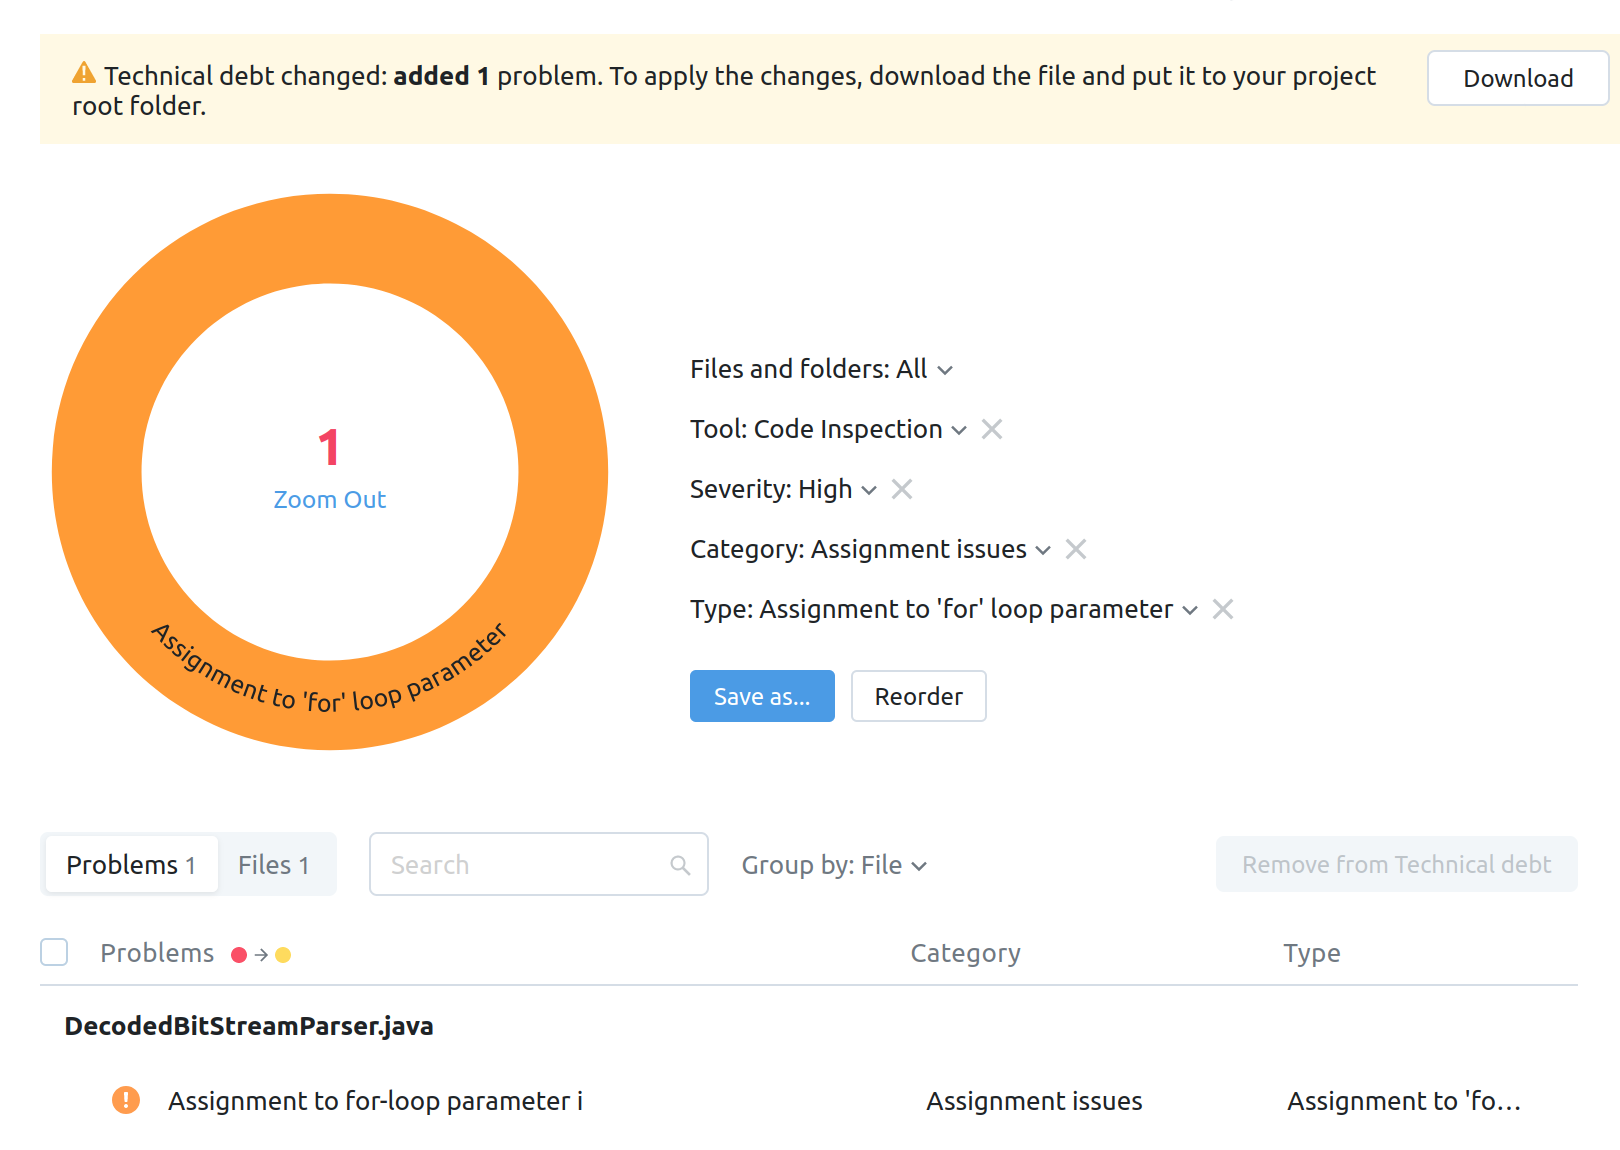 Technical debt changed: added 1 problem. To apply the changes, download the file and put it to your project
root folder.
Download
1
Zoom Out
Assignment to 'for' loop parameter
Files and folders: All
Tool: Code Inspection
Severity: High
Category: Assignment issues
Type: Assignment to 'for' loop parameter
Save as...
Reorder
Problems 1
Files 1
Search
Group by: File
Remove from Technical debt
Problems
Category
Type
DecodedBitStreamParser.java
Assignment to for-loop parameter i
Assignment issues
Assignment to 'fo...